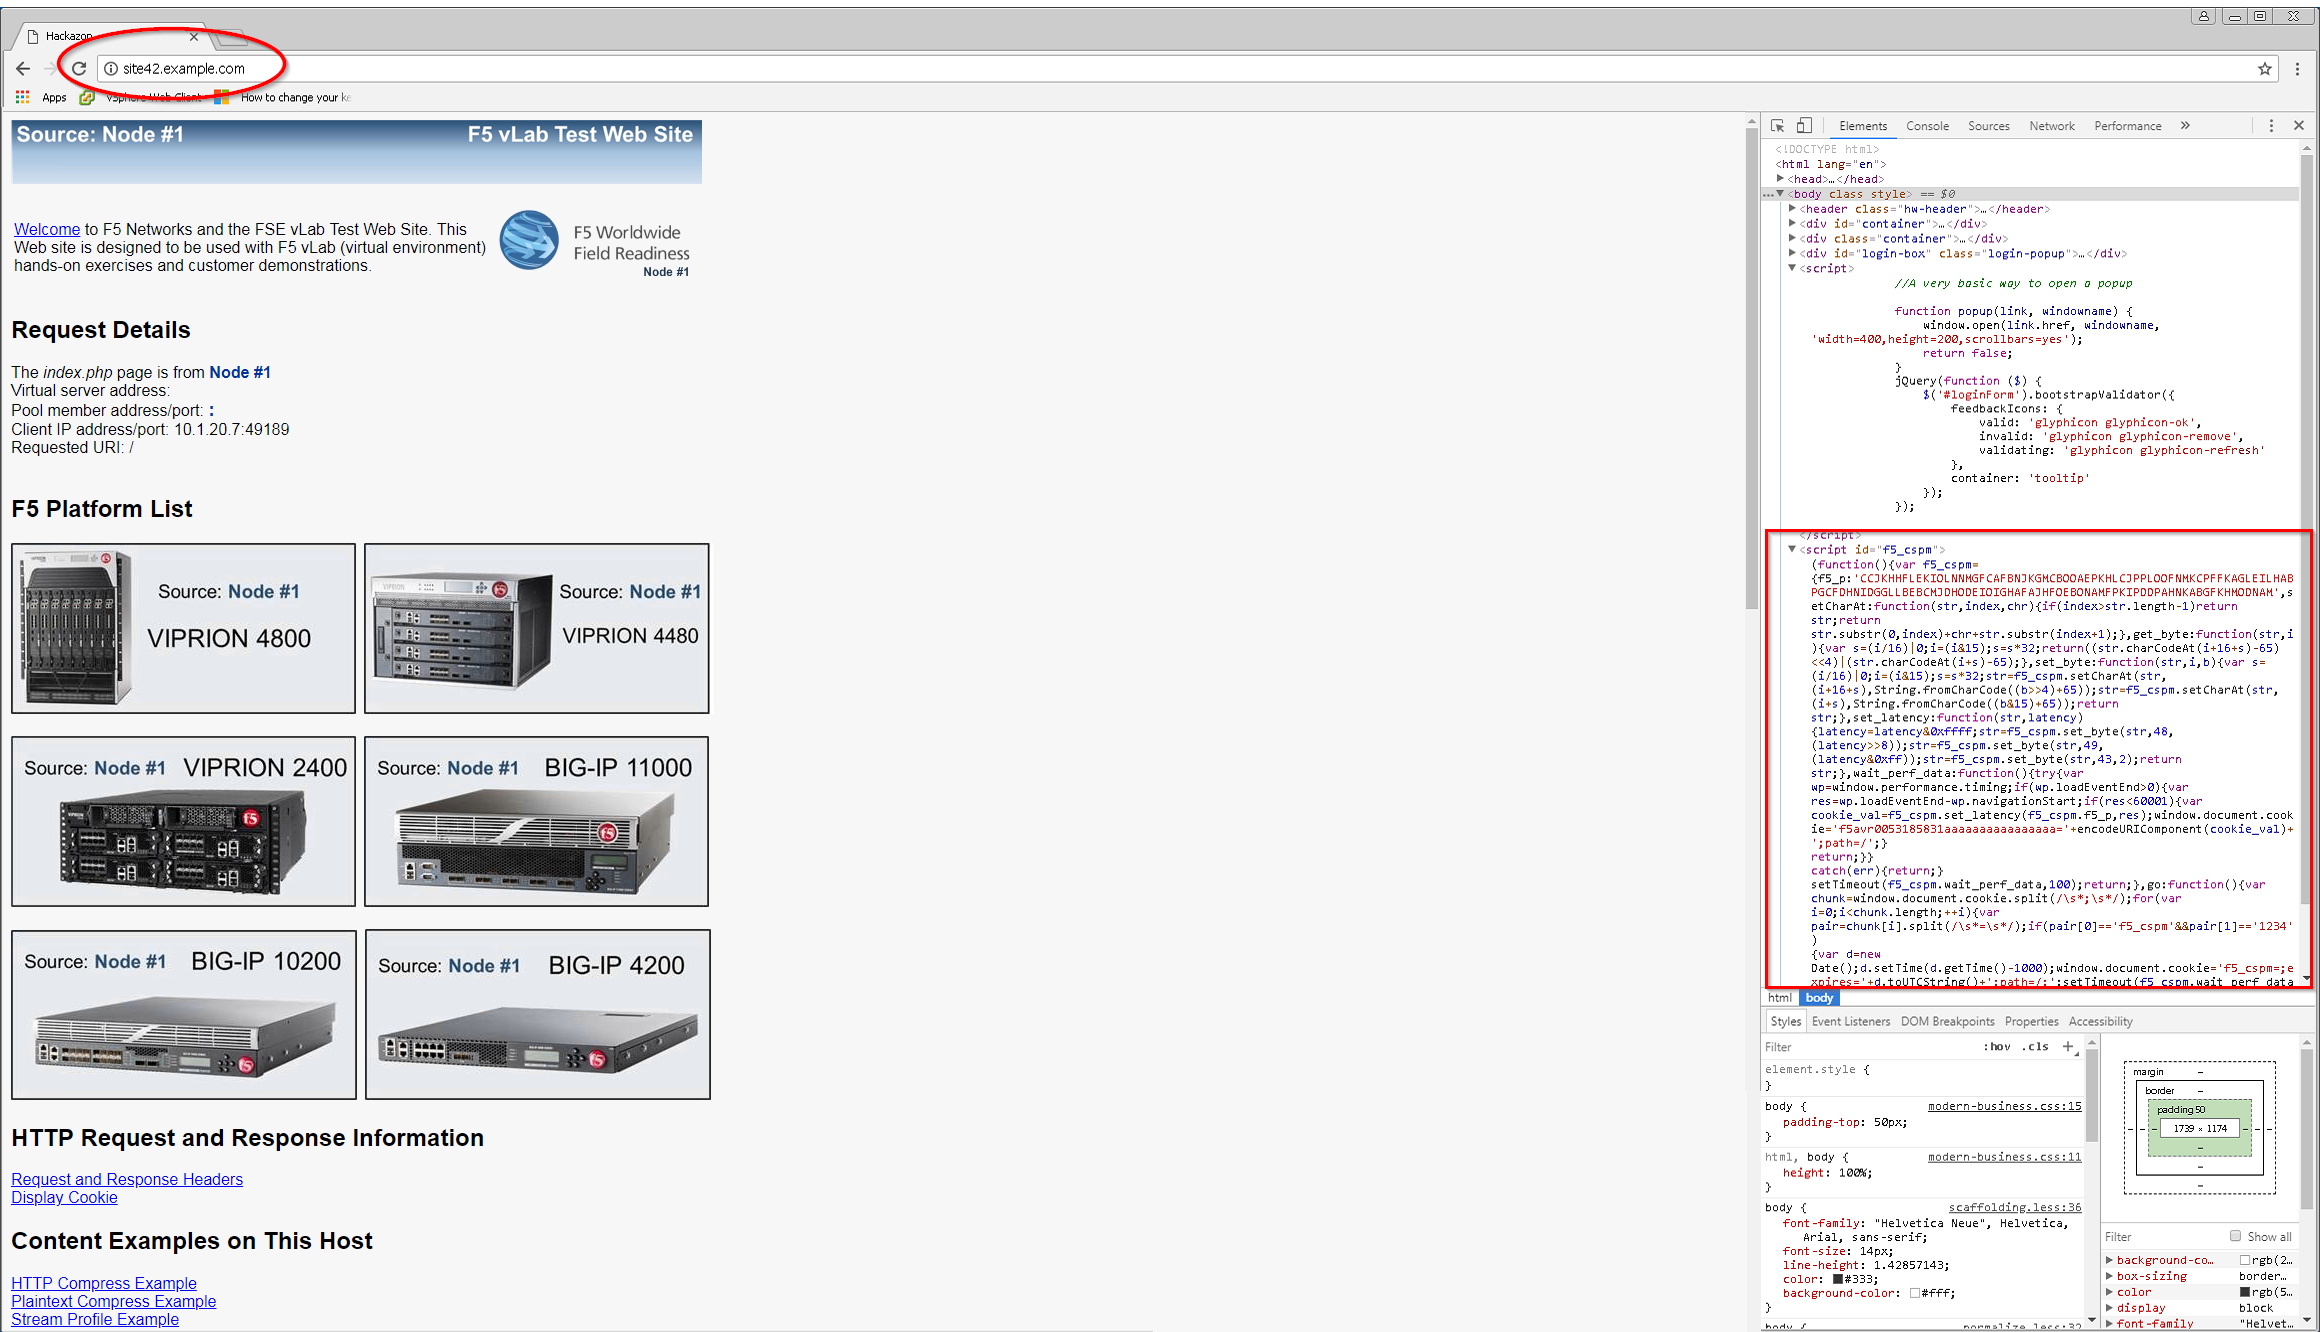 Hackazon
site42.example.com
Apps
vSphere Web Client
How to change your ke
Source: Node #1
F5 vLab Test Web Site
Welcome to F5 Networks and the FSE vLab Test Web Site. This
Web site is designed to be used with F5 vLab (virtual environment)
hands-on exercises and customer demonstrations.
F5 Worldwide
Field Readiness
Node #1
Request Details
The index.php page is from Node #1
Virtual server address:
Pool member address/port: :
Client IP address/port: 10.1.20.7:49189
Requested URI: /
F5 Platform List
Source: Node #1
VIPRION 4800
Source: Node #1
VIPRION 4480
Source: Node #1 VIPRION 2400
Source: Node #1 BIG-IP 11000
Source: Node #1 BIG-IP 10200
Source: Node #1 BIG-IP 4200
HTTP Request and Response Information
Request and Response Headers
Display Cookie
Content Examples on This Host
HTTP Compress Example
Plaintext Compress Example
Stream Profile Example
Elements Console Sources Network Performance »
<!DOCTYPE html>
<html lang="en">
<head>…</head>
<body class style> == $0
<header class="hw-header">…</header>
<div id="container">…</div>
<div class="container">…</div>
<div id="login-box" class="login-popup">…</div>
<script>
//A very basic way to open a popup
function popup(link, windowname) {
window.open(link.href, windowname,
'width=400,height=200,scrollbars=yes');
return false;
}
jQuery(function ($) {
$('#loginForm').bootstrapValidator({
feedbackIcons: {
valid: 'glyphicon glyphicon-ok',
invalid: 'glyphicon glyphicon-remove',
validating: 'glyphicon glyphicon-refresh'
},
container: 'tooltip'
});
});
</script>
<script id="f5_cspm">
(function(){var f5_cspm=
{f5_p:'CCJKHHFLEKIOLNNMGFCAFBNJKGMCBOOAEPKHLCJPPLOOFNMKCPFFKAGLEILHAB
PGCFDHNIDGGLLBEBCMJDHODEIOIGHAFAJHFOEBONAMFPKIPDDPAHNKABGFKHMODNAM',s
etCharAt:function(str,index,chr){if(index>str.length-1)return
str;return
str.substr(0,index)+chr+str.substr(index+1);},get_byte:function(str,i
){var s=(i/16)|0;i=(i&15);s=s*32;return((str.charCodeAt(i+16+s)-65)
<<4)|(str.charCodeAt(i+s)-65);},set_byte:function(str,i,b){var s=
(i/16)|0;i=(i&15);s=s*32;str=f5_cspm.setCharAt(str,
(i+16+s),String.fromCharCode((b>>4)+65));str=f5_cspm.setCharAt(str,
(i+s),String.fromCharCode((b&15)+65));return
str;},set_latency:function(str,latency)
{latency=latency&0xffff;str=f5_cspm.set_byte(str,48,
(latency>>8));str=f5_cspm.set_byte(str,49,
(latency&0xff));str=f5_cspm.set_byte(str,43,2);return
str;},wait_perf_data:function(){try{var
wp=window.performance.timing;if(wp.loadEventEnd>0){var
res=wp.loadEventEnd-wp.navigationStart;if(res<60001){var
cookie_val=f5_cspm.set_latency(f5_cspm.f5_p,res);window.document.cook
ie='f5avr0053185831aaaaaaaaaaaaaaaa='+encodeURIComponent(cookie_val)+
';path=/';}
return;}}
catch(err){return;}
setTimeout(f5_cspm.wait_perf_data,100);return;},go:function(){var
chunk=window.document.cookie.split(/\s*;\s*/);for(var
i=0;i<chunk.length;++i){var
pair=chunk[i].split(/\s*=\s*/);if(pair[0]=='f5_cspm'&&pair[1]=='1234'
)
{var d=new
Date();d.setTime(d.getTime()-1000);window.document.cookie='f5_cspm=;e
xpires='+d.toUTCString()+';path=/;';setTimeout(f5_cspm.wait_perf_data
html body
Styles Event Listeners DOM Breakpoints Properties Accessibility
Filter :hov .cls +
element.style {
}
body { modern-business.css:15
padding-top: 50px;
}
html, body { modern-business.css:11
height: 100%;
}
body { scaffolding.less:36
font-family: "Helvetica Neue", Helvetica,
Arial, sans-serif;
font-size: 14px;
line-height: 1.42857143;
color: #333;
background-color: #fff;
}
body { normalize.less:32
margin –
border –
padding 50
1739 × 1174
Filter Show all
background-co… rgb(2…
box-sizing border…
color rgb(5…
display block
font-family "Helvet…